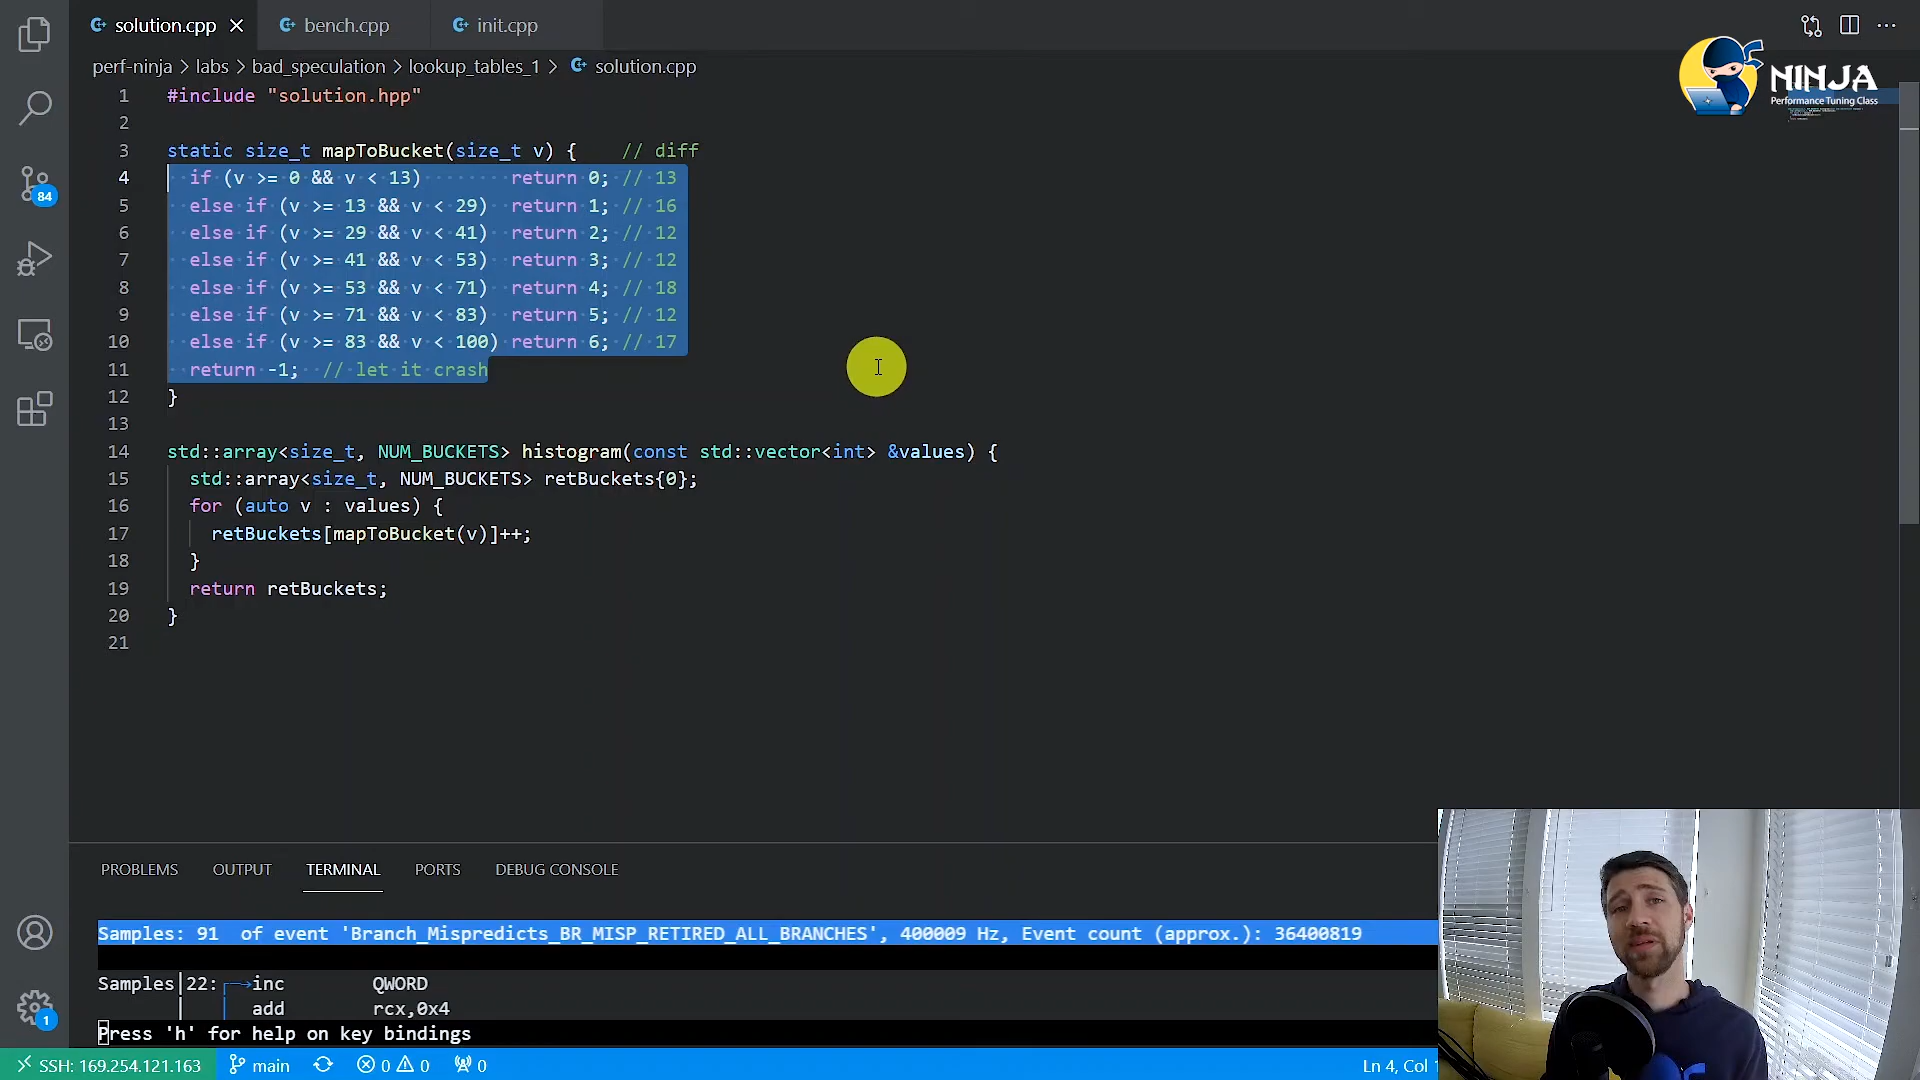 solution.cpp
bench.cpp
init.cpp
perf-ninja > labs > bad_speculation > lookup_tables_1 > solution.cpp
NINJA
Performance Tuning Class
1 #include "solution.hpp"
2
3 static size_t mapToBucket(size_t v) { // diff
4 if (v >= 0 && v < 13) return 0; // 13
5 else if (v >= 13 && v < 29) return 1; // 16
6 else if (v >= 29 && v < 41) return 2; // 12
7 else if (v >= 41 && v < 53) return 3; // 12
8 else if (v >= 53 && v < 71) return 4; // 18
9 else if (v >= 71 && v < 83) return 5; // 12
10 else if (v >= 83 && v < 100) return 6; // 17
11 return -1; // let it crash
12 }
13
14 std::array<size_t, NUM_BUCKETS> histogram(const std::vector<int> &values) {
15 std::array<size_t, NUM_BUCKETS> retBuckets{0};
16 for (auto v : values) {
17 retBuckets[mapToBucket(v)]++;
18 }
19 return retBuckets;
20 }
21
84
1
PROBLEMS OUTPUT TERMINAL PORTS DEBUG CONSOLE
Samples: 91 of event 'Branch_Mispredicts_BR_MISP_RETIRED_ALL_BRANCHES', 400009 Hz, Event count (approx.): 36400819
Samples 22: inc QWORD
add rcx,0x4
Press 'h' for help on key bindings
SSH: 169.254.121.163 main 0 0 0 Ln 4, Col